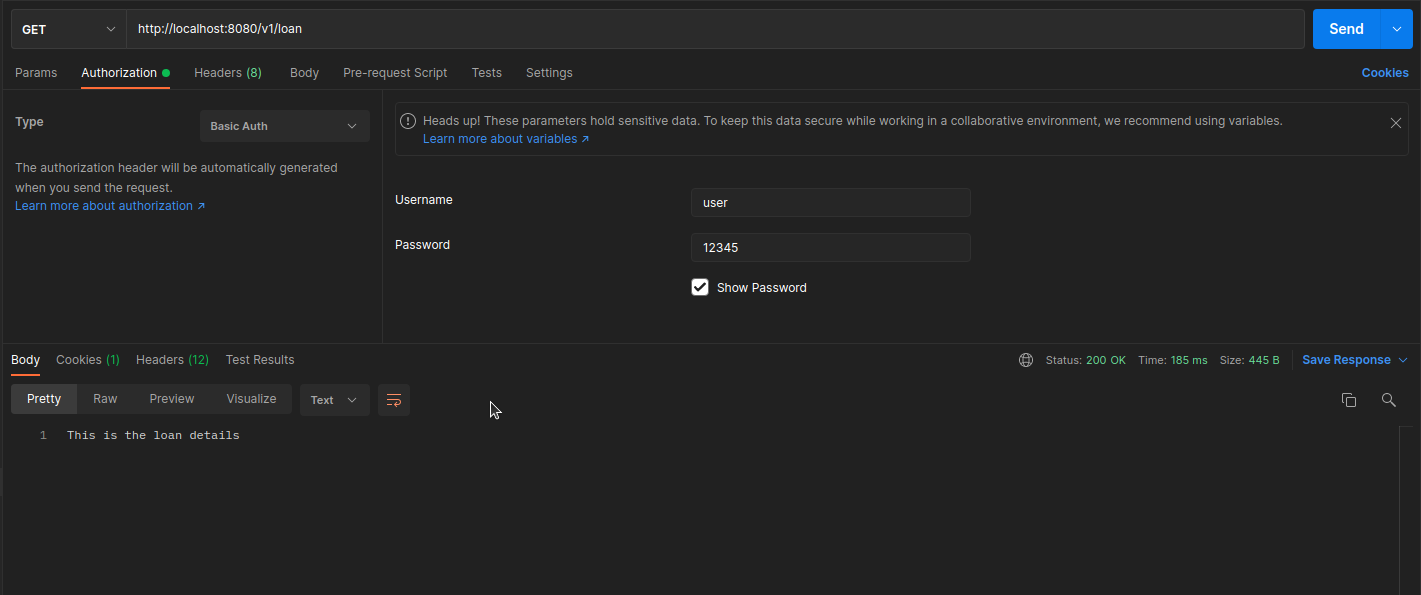 GET
http://localhost:8080/v1/loan
Send
Params Authorization Headers (8) Body Pre-request Script Tests Settings Cookies
Type Basic Auth
The authorization header will be automatically generated
when you send the request.
Learn more about authorization ↗
Heads up! These parameters hold sensitive data. To keep this data secure while working in a collaborative environment, we recommend using variables.
Learn more about variables ↗
Username user
Password 12345
Show Password
Body Cookies (1) Headers (12) Test Results Status: 200 OK Time: 185 ms Size: 445 B Save Response
Pretty Raw Preview Visualize Text
1 This is the loan details